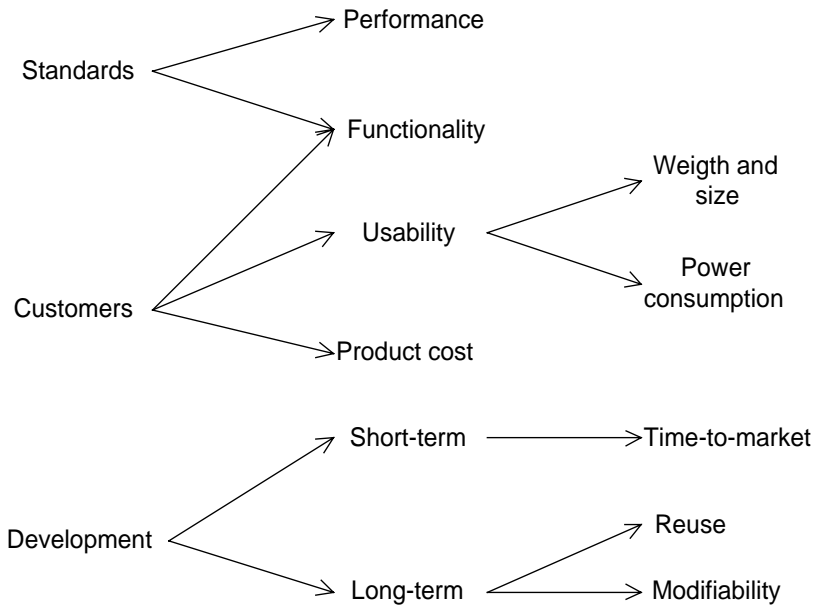 Performance
Standards
Functionality
Weigth and
size
Usability
Power
consumption
Customers
Product cost
Short-term
Time-to-market
Reuse
Development
Long-term
Modifiability